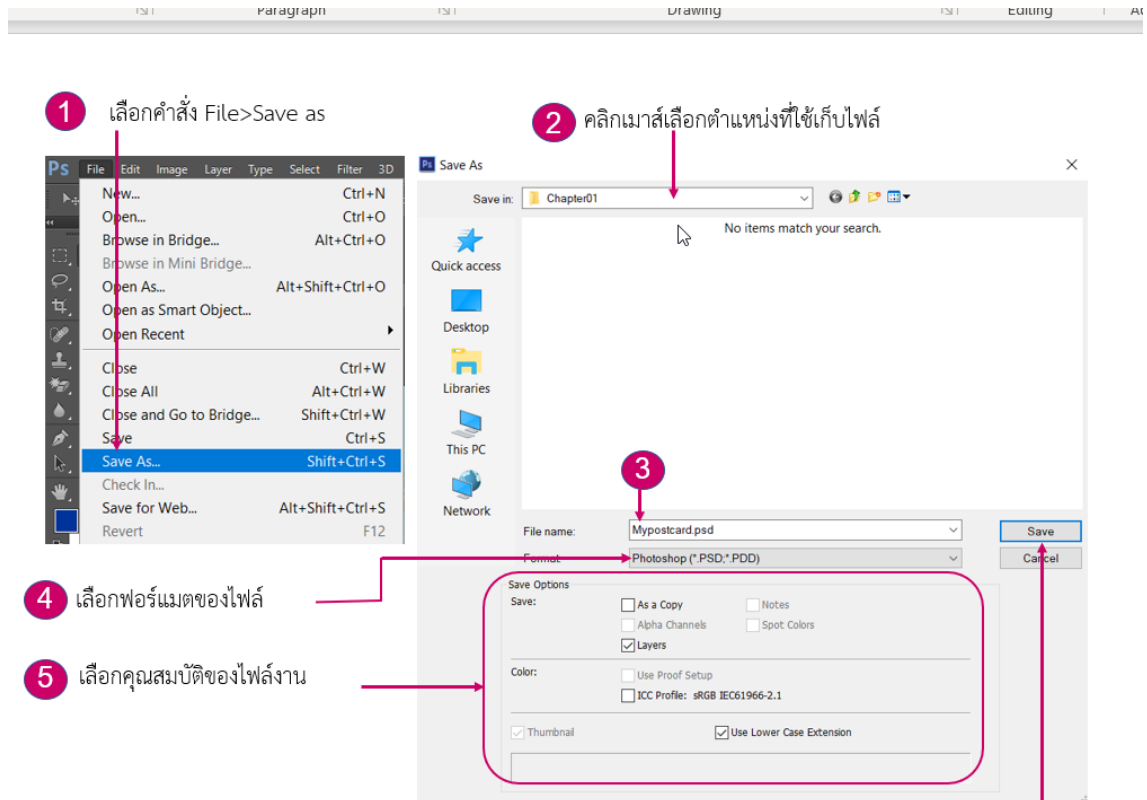 Paragraph
Drawing
Editing
1 เลือกคำสั่ง File>Save as
2 คลิกเมาส์เลือกตำแหน่งที่ใช้เก็บไฟล์
Ps File Edit Image Layer Type Select Filter 3D
New... Ctrl+N
Open... Ctrl+O
Browse in Bridge... Alt+Ctrl+O
Browse in Mini Bridge...
Open As... Alt+Shift+Ctrl+O
Open as Smart Object...
Open Recent
Close Ctrl+W
Close All Alt+Ctrl+W
Close and Go to Bridge... Shift+Ctrl+W
Save Ctrl+S
Save As... Shift+Ctrl+S
Check In...
Save for Web... Alt+Shift+Ctrl+S
Revert F12
Ps Save As
Save in: Chapter01
No items match your search.
Quick access
Desktop
Libraries
This PC
Network
3
File name: Mypostcard.psd Save
Format: Photoshop (*.PSD;*.PDD) Cancel
4 เลือกฟอร์แมตของไฟล์
5 เลือกคุณสมบัติของไฟล์งาน
Save Options
Save: As a Copy Notes
Alpha Channels Spot Colors
Layers
Color: Use Proof Setup
ICC Profile: sRGB IEC61966-2.1
Thumbnail Use Lower Case Extension